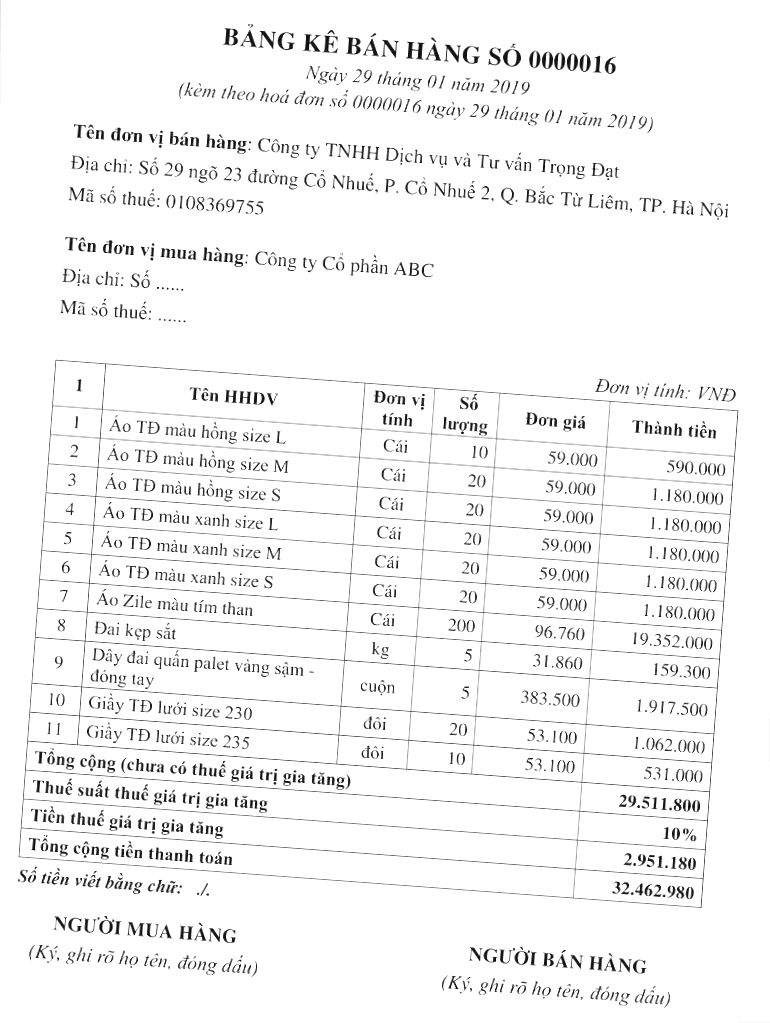 BẢNG KÊ BÁN HÀNG SỐ 0000016
Ngày 29 tháng 01 năm 2019
(kèm theo hoá đơn số 0000016 ngày 29 tháng 01 năm 2019)
Tên đơn vị bán hàng: Công ty TNHH Dịch vụ và Tư vấn Trọng Đạt
Địa chỉ: Số 29 ngõ 23 đường Cổ Nhuế, P. Cổ Nhuế 2, Q. Bắc Từ Liêm, TP. Hà Nội
Mã số thuế: 0108369755
Tên đơn vị mua hàng: Công ty Cổ phần ABC
Địa chỉ: Số ......
Mã số thuế: ......
Đơn vị tính: VNĐ
1 Tên HHDV Đơn vị tính Số lượng Đơn giá Thành tiền
1 Áo TĐ màu hồng size L Cái 10 59.000 590.000
2 Áo TĐ màu hồng size M Cái 20 59.000 1.180.000
3 Áo TĐ màu hồng size S Cái 20 59.000 1.180.000
4 Áo TĐ màu xanh size L Cái 20 59.000 1.180.000
5 Áo TĐ màu xanh size M Cái 20 59.000 1.180.000
6 Áo TĐ màu xanh size S Cái 20 59.000 1.180.000
7 Áo Zile màu tím than Cái 200 96.760 19.352.000
8 Đai kẹp sắt kg 5 31.860 159.300
9 Dây đai quấn palet vàng sậm - đóng tay cuộn 5 383.500 1.917.500
10 Giầy TĐ lưới size 230 đôi 20 53.100 1.062.000
11 Giầy TĐ lưới size 235 đôi 10 53.100 531.000
Tổng cộng (chưa có thuế giá trị gia tăng) 29.511.800
Thuế suất thuế giá trị gia tăng 10%
Tiền thuế giá trị gia tăng 2.951.180
Tổng cộng tiền thanh toán 32.462.980
Số tiền viết bằng chữ: ./.
NGƯỜI MUA HÀNG
(Ký, ghi rõ họ tên, đóng dấu)
NGƯỜI BÁN HÀNG
(Ký, ghi rõ họ tên, đóng dấu)